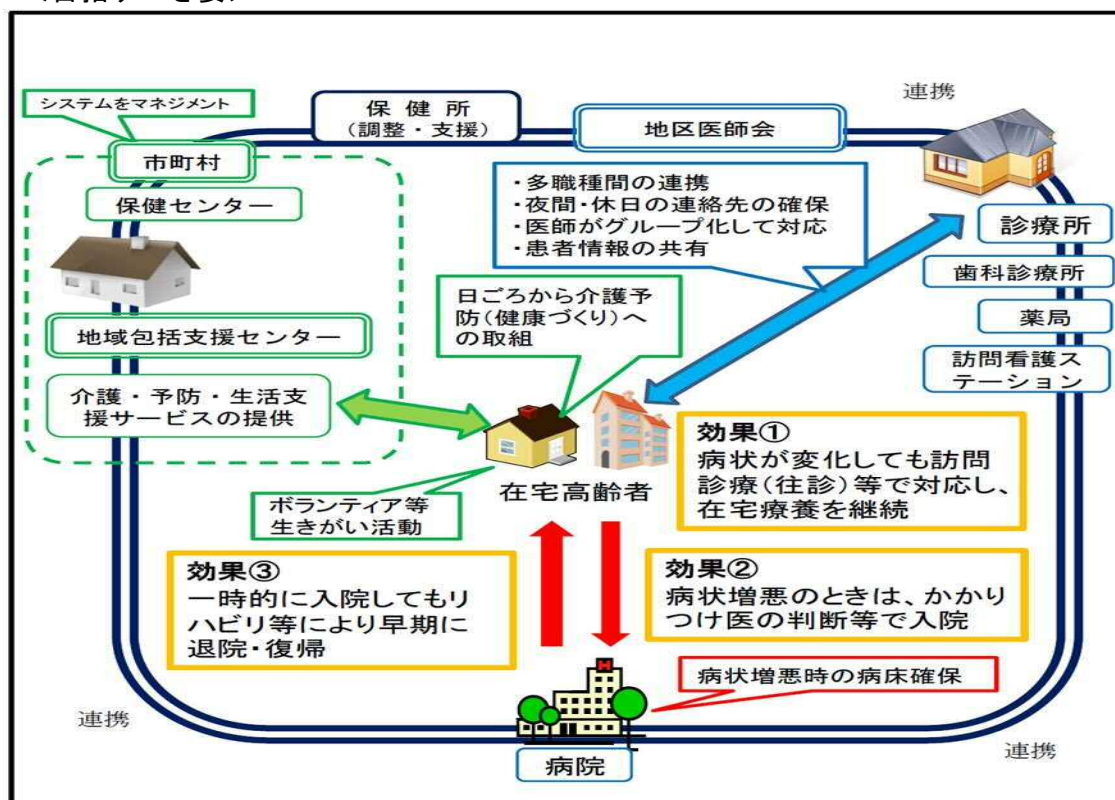 連携
システムをマネジメント
保健所
(調整・支援)
地区医師会
市町村
保健センター
・多職種間の連携
・夜間・休日の連絡先の確保
・医師がグループ化して対応
・患者情報の共有
診療所
歯科診療所
薬局
訪問看護ス
テーション
日ごろから介護予
防(健康づくり)へ
の取組
地域包括支援センター
介護・予防・生活支
援サービスの提供
在宅高齢者
ボランティア等
生きがい活動
効果①
病状が変化しても訪問
診療(往診)等で対応し、
在宅療養を継続
効果③
一時的に入院してもリ
ハビリ等により早期に
退院・復帰
効果②
病状増悪のときは、かかり
つけ医の判断等で入院
H
病状増悪時の病床確保
連携
病院
連携